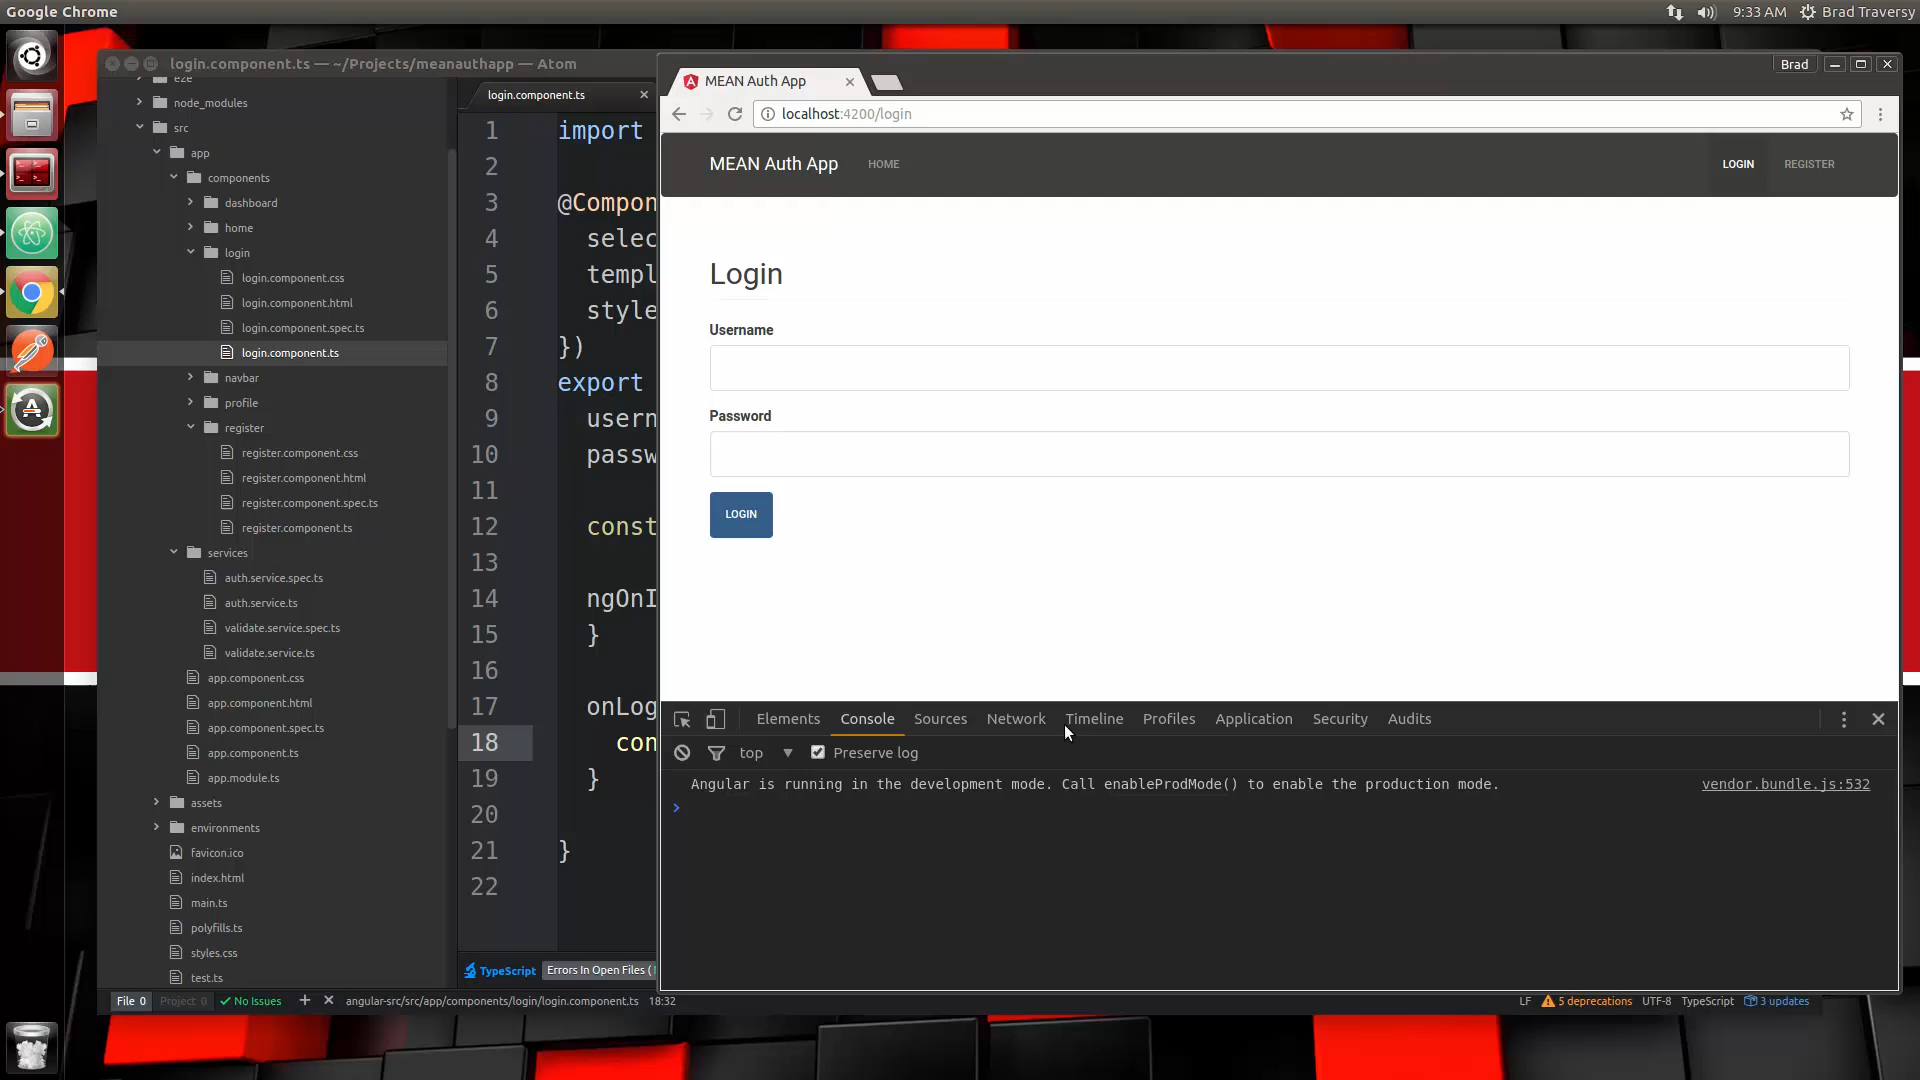 Google Chrome
9:33 AM
Brad Traversy
login.component.ts — ~/Projects/meanauthapp — Atom
e2e
node_modules
src
app
components
dashboard
home
login
login.component.css
login.component.html
login.component.spec.ts
login.component.ts
navbar
profile
register
register.component.css
register.component.html
register.component.spec.ts
register.component.ts
services
auth.service.spec.ts
auth.service.ts
validate.service.spec.ts
validate.service.ts
app.component.css
app.component.html
app.component.spec.ts
app.component.ts
app.module.ts
assets
environments
favicon.ico
index.html
main.ts
polyfills.ts
styles.css
test.ts
login.component.ts
1 import
2
3 @Compon
4 selec
5 templ
6 style
7 })
8 export
9 usern
10 passw
11
12 const
13
14 ngOnI
15 }
16
17 onLog
18 con
19 }
20
21 }
22
TypeScript Errors In Open Files (
File 0 Project 0 No Issues + angular-src/src/app/components/login/login.component.ts 18:32
LF 5 deprecations UTF-8 TypeScript 3 updates
Brad
MEAN Auth App
localhost:4200/login
MEAN Auth App HOME LOGIN REGISTER
Login
Username
Password
LOGIN
Elements Console Sources Network Timeline Profiles Application Security Audits
top Preserve log
Angular is running in the development mode. Call enableProdMode() to enable the production mode. vendor.bundle.js:532
>